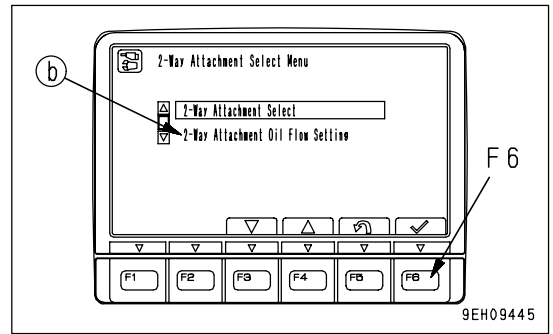 2-Way Attachment Select Menu
b
2-Way Attachment Select
2-Way Attachment Oil Flow Setting
F 6
F1 F2 F3 F4 F5 F6
9EH09445